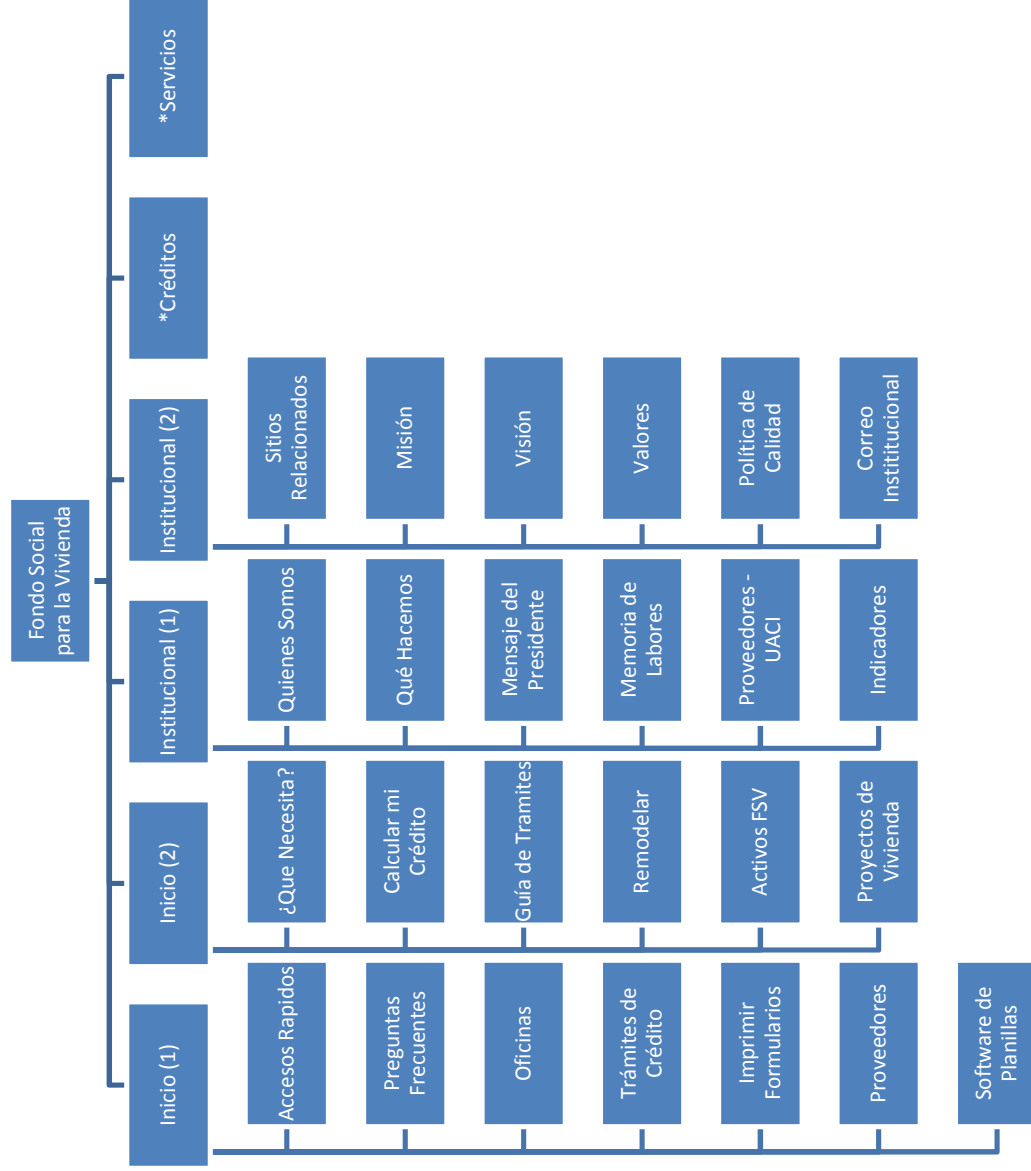 Fondo Social
para la Vivienda
Inicio (1)
Accesos Rapidos
Preguntas
Frecuentes
Oficinas
Trámites de
Crédito
Imprimir
Formularios
Proveedores
Software de
Planillas
Inicio (2)
¿Que Necesita?
Calcular mi
Crédito
Guía de Tramites
Remodelar
Activos FSV
Proyectos de
Vivienda
Institucional (1)
Quienes Somos
Qué Hacemos
Mensaje del
Presidente
Memoria de
Labores
Proveedores -
UACI
Indicadores
Institucional (2)
Sitios
Relacionados
Misión
Visión
Valores
Política de
Calidad
Correo
Instititucional
*Créditos
*Servicios